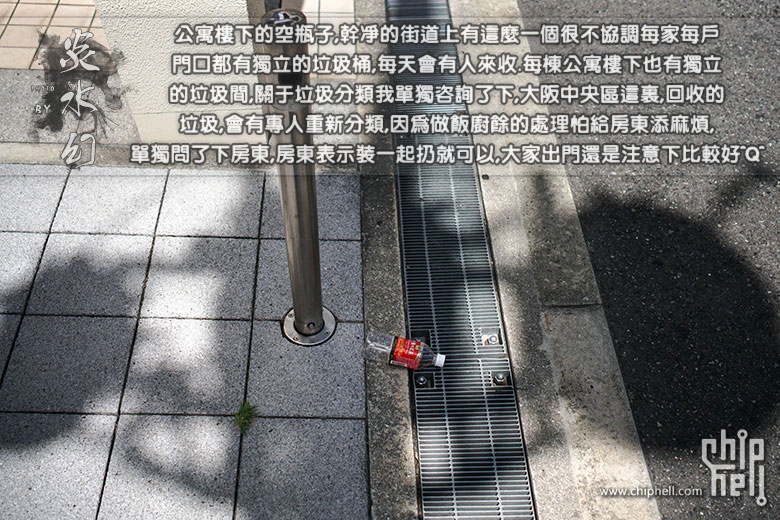 公寓樓下的空瓶子,幹净的街道上有這麼一個很不協調每家每戶
門口都有獨立的垃圾桶,每天會有人來收,每棟公寓樓下也有獨立
的垃圾間,關于垃圾分類我單獨咨詢了下,大阪中央區這裏,回收的
垃圾,會有專人重新分類,因爲做飯廚餘的處理怕給房東添麻煩,
單獨問了下房東,房東表示裝一起扔就可以,大家出門還是注意下比較好~Q~
炎水幻
PHOTO
BY
chip
hell
www.chiphell.com